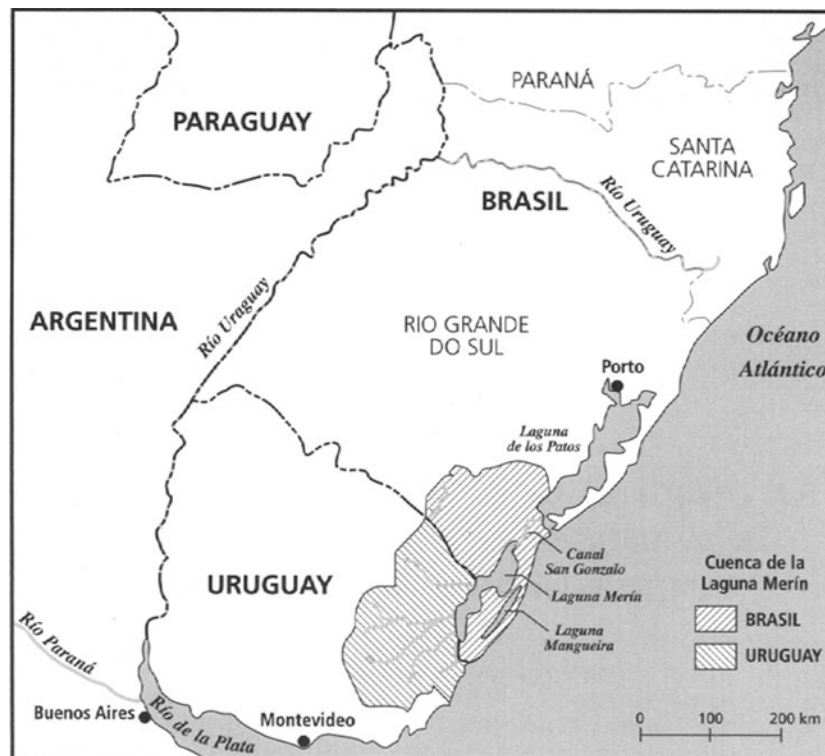 PARANÁ
PARAGUAY
SANTA
CATARINA
BRASIL
Río Uruguay
Río Uraguay
ARGENTINA
RIO GRANDE
DO SUL
Océano
Atlántico
Porto
Laguna
de los Patos
Canal
San Gonzalo
URUGUAY
Laguna Merín
Laguna
Mangueira
Cuenca de la
Laguna Merín
BRASIL
URUGUAY
Río Paraná
Buenos Aires
Río de la Plata
Montevideo
0 100 200 km